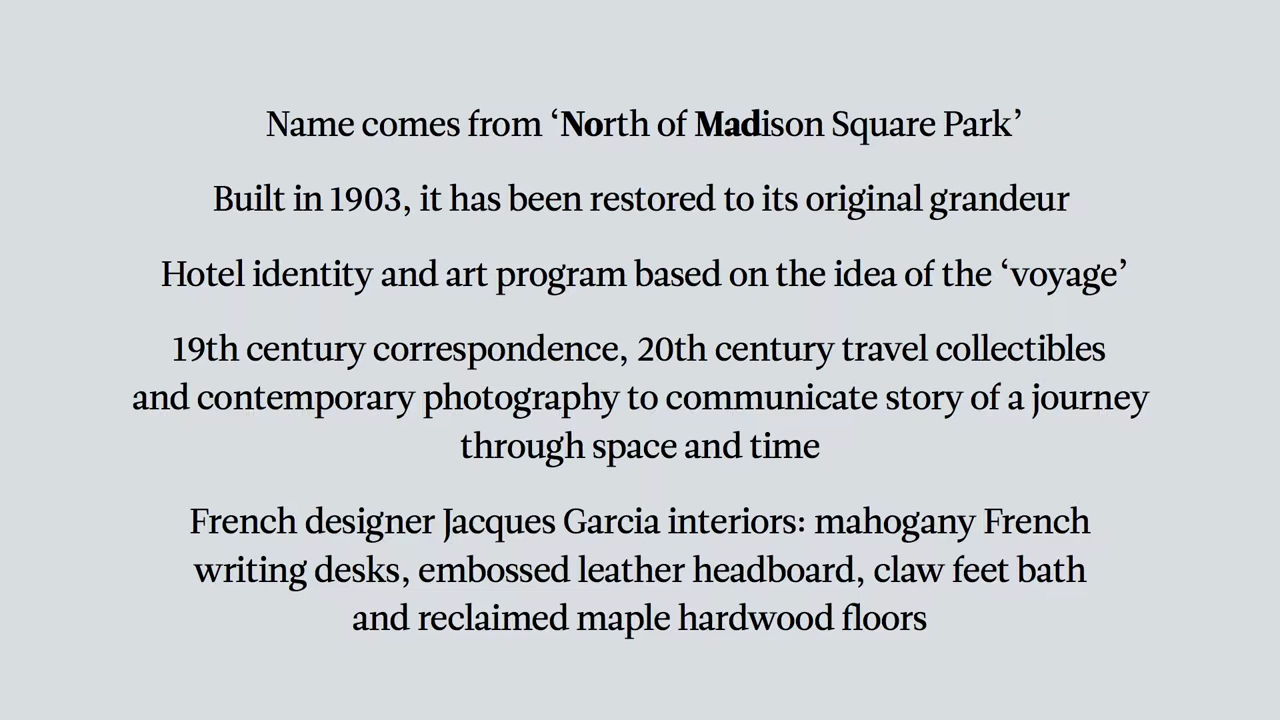 Name comes from ‘North of Madison Square Park’
Built in 1903, it has been restored to its original grandeur
Hotel identity and art program based on the idea of the ‘voyage’
19th century correspondence, 20th century travel collectibles
and contemporary photography to communicate story of a journey
through space and time
French designer Jacques Garcia interiors: mahogany French
writing desks, embossed leather headboard, claw feet bath
and reclaimed maple hardwood floors